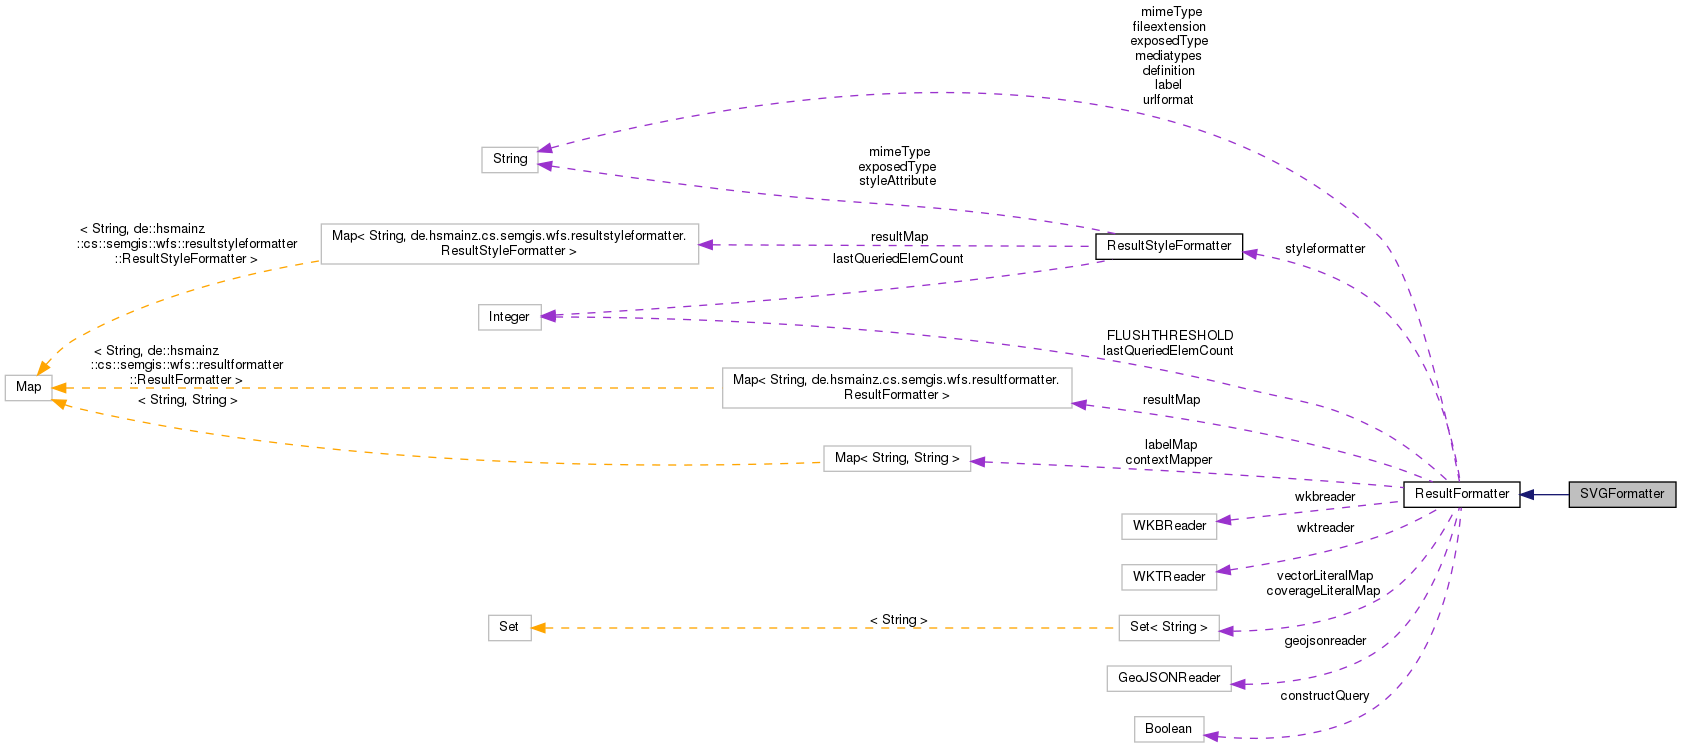 mimeType
fileextension
exposedType
mediatypes
definition
label
urlformat
String
mimeType
exposedType
styleAttribute
< String, de::hsmainz
::cs::semgis::wfs::resultstyleformatter
::ResultStyleFormatter >
Map< String, de.hsmainz.cs.semgis.wfs.resultstyleformatter.
ResultStyleFormatter >
resultMap
ResultStyleFormatter
styleformatter
lastQueriedElemCount
Integer
FLUSHTHRESHOLD
lastQueriedElemCount
< String, de::hsmainz
::cs::semgis::wfs::resultformatter
::ResultFormatter >
Map
Map< String, de.hsmainz.cs.semgis.wfs.resultformatter.
ResultFormatter >
resultMap
< String, String >
Map< String, String >
labelMap
contextMapper
ResultFormatter
SVGFormatter
wkbreader
WKBReader
wktreader
WKTReader
vectorLiteralMap
coverageLiteralMap
Set
< String >
Set< String >
geojsonreader
GeoJSONReader
constructQuery
Boolean